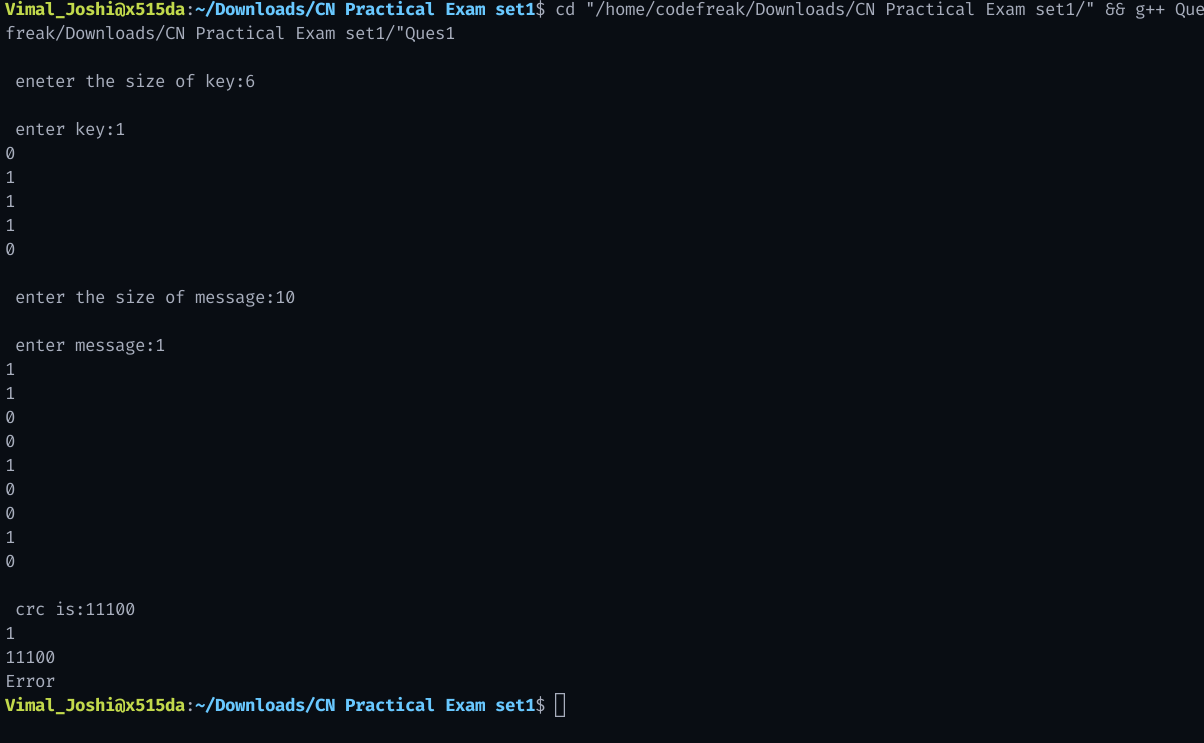 Vimal_Joshi@x515da:~/Downloads/CN Practical Exam set1$ cd "/home/codefreak/Downloads/CN Practical Exam set1/" && g++ Que
freak/Downloads/CN Practical Exam set1/"Ques1
eneter the size of key:6
enter key:1
0
1
1
1
0
enter the size of message:10
enter message:1
1
1
0
0
1
0
0
1
0
crc is:11100
1
11100
Error
Vimal_Joshi@x515da:~/Downloads/CN Practical Exam set1$